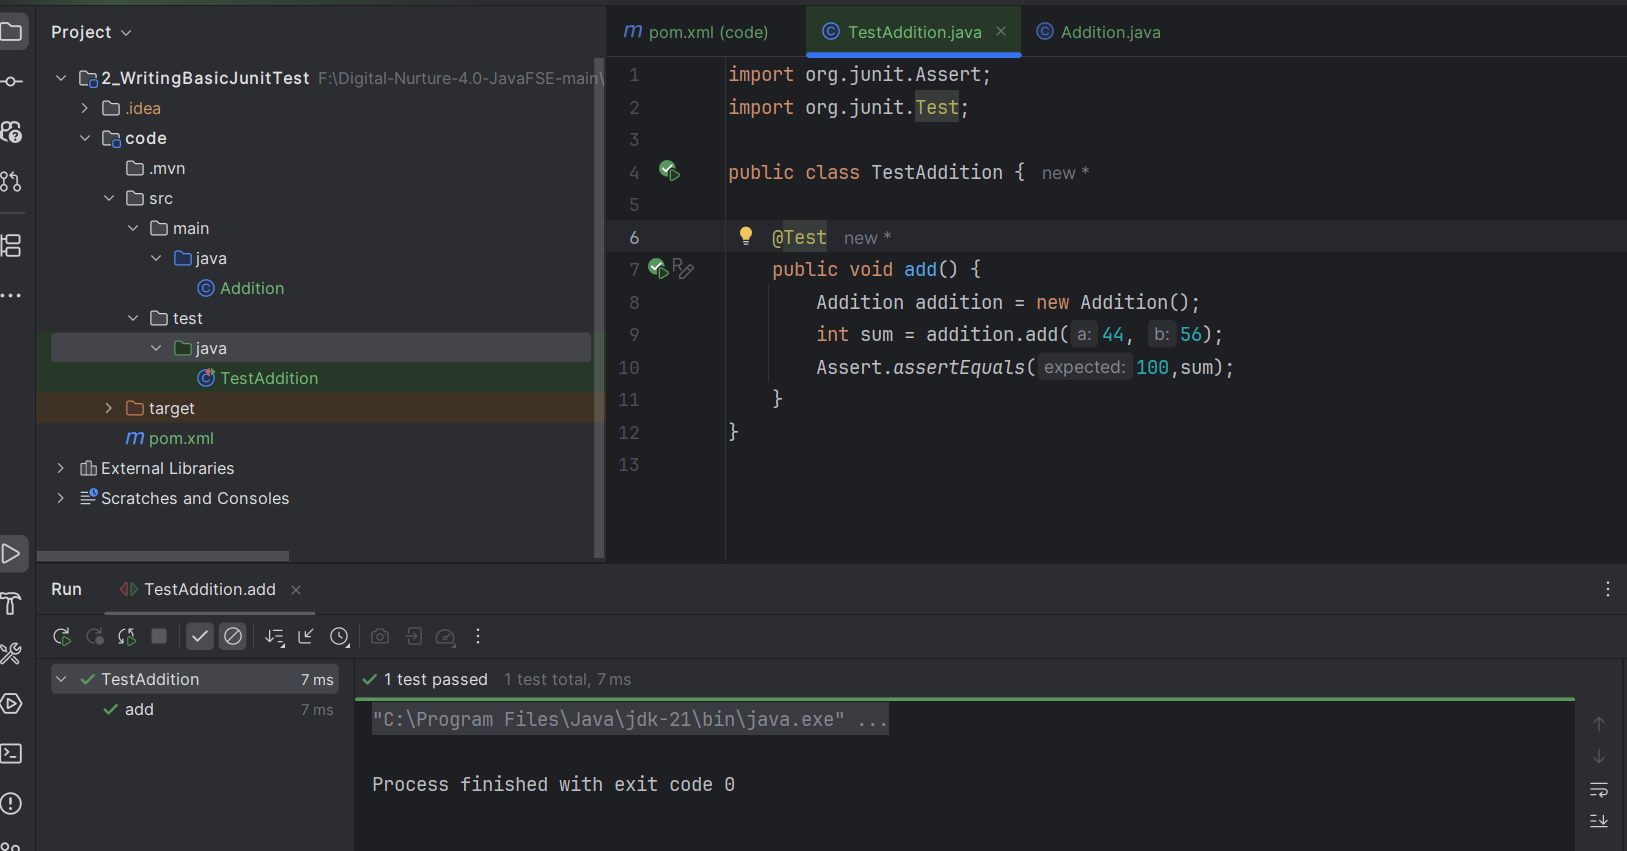 Project
pom.xml (code)
TestAddition.java
Addition.java
2_WritingBasicJunitTest F:\Digital-Nurture-4.0-JavaFSE-main\
.idea
code
.mvn
src
main
java
Addition
test
java
TestAddition
target
pom.xml
External Libraries
Scratches and Consoles
1 import org.junit.Assert;
2 import org.junit.Test;
3
4 public class TestAddition { new *
5
6 @Test new *
7 public void add() {
8 Addition addition = new Addition();
9 int sum = addition.add( a: 44, b: 56);
10 Assert.assertEquals( expected: 100,sum);
11 }
12 }
13
Run TestAddition.add
TestAddition 7 ms
add 7 ms
1 test passed 1 test total, 7 ms
"C:\Program Files\Java\jdk-21\bin\java.exe" ...
Process finished with exit code 0